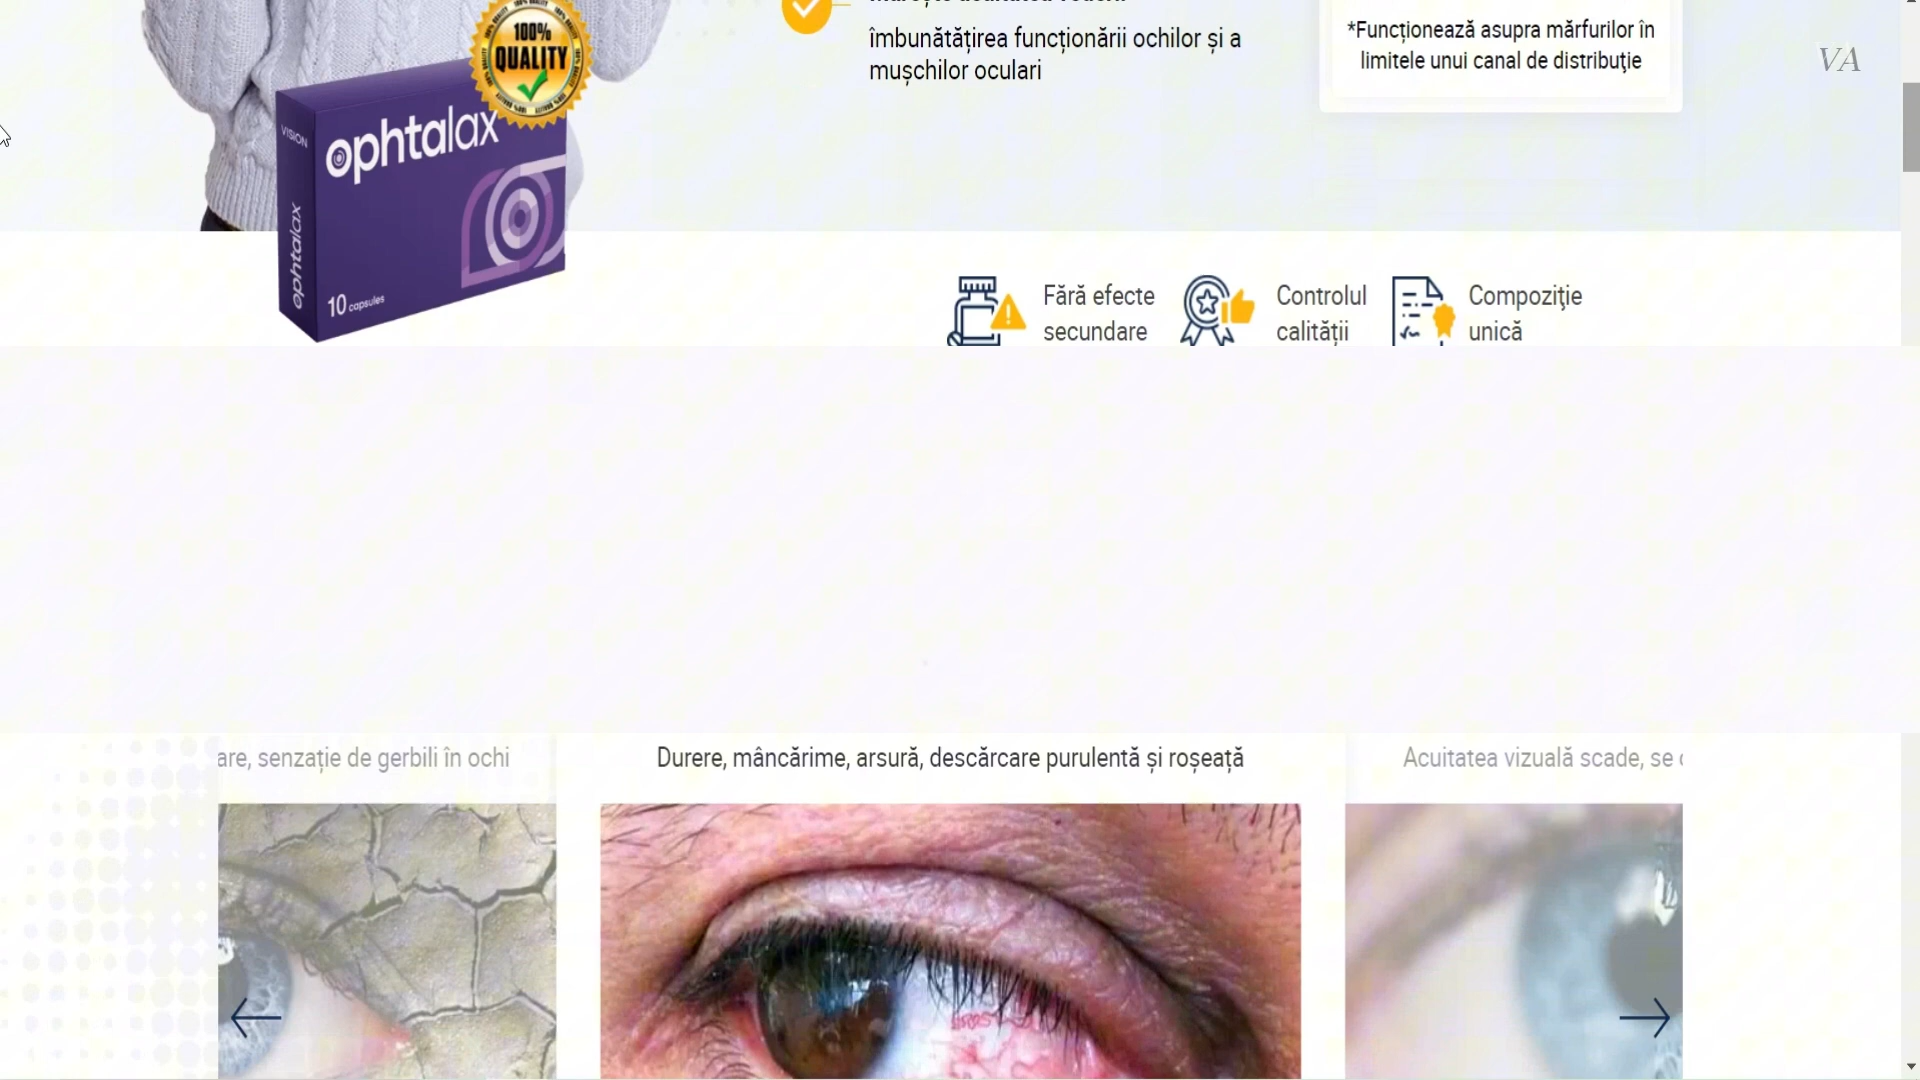 îmbunătățirea funcționării ochilor și a
mușchilor oculari
*Funcționează asupra mărfurilor în
limitele unui canal de distribuție
VA
100%
QUALITY
VISION
ophtalax
ophtalax
10 capsules
Fără efecte
secundare
Controlul
calității
Compoziție
unică
are, senzație de gerbili în ochi
Durere, mâncărime, arsură, descărcare purulentă și roșeață
Acuitatea vizuală scade, se